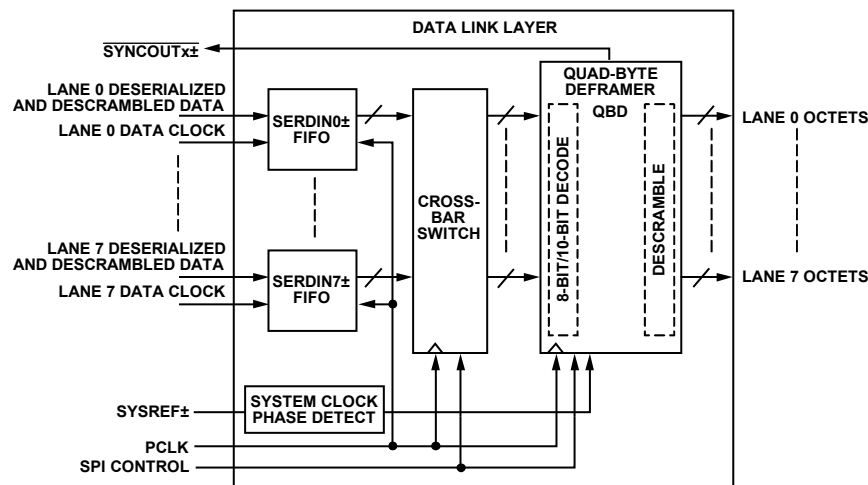 DATA LINK LAYER
SYNCOUTx±
QUAD-BYTE
DEFRAMER
QBD
LANE 0 DESERIALIZED
AND DESCRAMBLED DATA
LANE 0 DATA CLOCK
SERDIN0±
FIFO
LANE 0 OCTETS
CROSS-
BAR
SWITCH
8-BIT/10-BIT DECODE
DESCRAMBLE
LANE 7 DESERIALIZED
AND DESCRAMBLED DATA
LANE 7 DATA CLOCK
SERDIN7±
FIFO
LANE 7 OCTETS
SYSREF±
SYSTEM CLOCK
PHASE DETECT
PCLK
SPI CONTROL